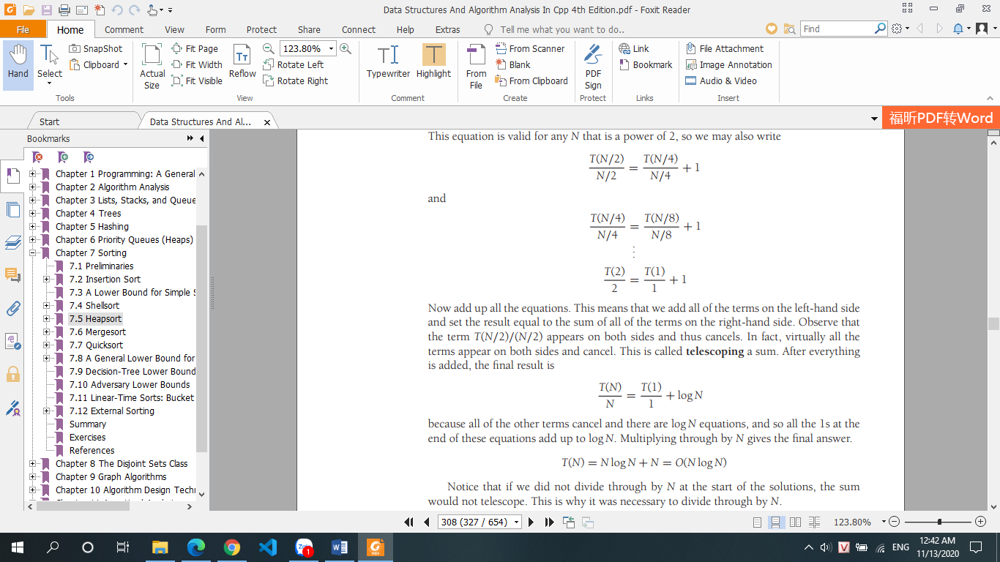 Data Structures And Algorithm Analysis In Cpp 4th Edition.pdf - Foxit Reader
File Home Comment View Form Protect Share Connect Help Extras Tell me what you want to do.. Find
Hand
Select
SnapShot
Clipboard
Tools
Actual Size
Fit Page
Fit Width
Fit Visible
Reflow
123.80%
Rotate Left
Rotate Right
View
Typewriter
Highlight
Comment
From File
From Scanner
Blank
From Clipboard
Create
PDF Sign
Protect
Link
Bookmark
Links
File Attachment
Image Annotation
Audio & Video
Insert
Start
Data Structures And Al...
福昕PDF转Word
Bookmarks
Chapter 1 Programming: A General
Chapter 2 Algorithm Analysis
Chapter 3 Lists, Stacks, and Queue
Chapter 4 Trees
Chapter 5 Hashing
Chapter 6 Priority Queues (Heaps)
Chapter 7 Sorting
7.1 Preliminaries
7.2 Insertion Sort
7.3 A Lower Bound for Simple S
7.4 Shellsort
7.5 Heapsort
7.6 Mergesort
7.7 Quicksort
7.8 A General Lower Bound for
7.9 Decision-Tree Lower Bound
7.10 Adversary Lower Bounds
7.11 Linear-Time Sorts: Bucket
7.12 External Sorting
Summary
Exercises
References
Chapter 8 The Disjoint Sets Class
Chapter 9 Graph Algorithms
Chapter 10 Algorithm Design Techn
This equation is valid for any N that is a power of 2, so we may also write
T(N/2) T(N/4)
= + 1
N/2 N/4
and
T(N/4) T(N/8)
= + 1
N/4 N/8
⋮
T(2) T(1)
= + 1
2 1
Now add up all the equations. This means that we add all of the terms on the left-hand side
and set the result equal to the sum of all of the terms on the right-hand side. Observe that
the term T(N/2)/(N/2) appears on both sides and thus cancels. In fact, virtually all the
terms appear on both sides and cancel. This is called telescoping a sum. After everything
is added, the final result is
T(N) T(1)
= + log N
N 1
because all of the other terms cancel and there are log N equations, and so all the 1s at the
end of these equations add up to log N. Multiplying through by N gives the final answer.
T(N) = N log N + N = O(N log N)
Notice that if we did not divide through by N at the start of the solutions, the sum
would not telescope. This is why it was necessary to divide through by N.
308 (327 / 654)
123.80%
1
ENG
12:42 AM
11/13/2020